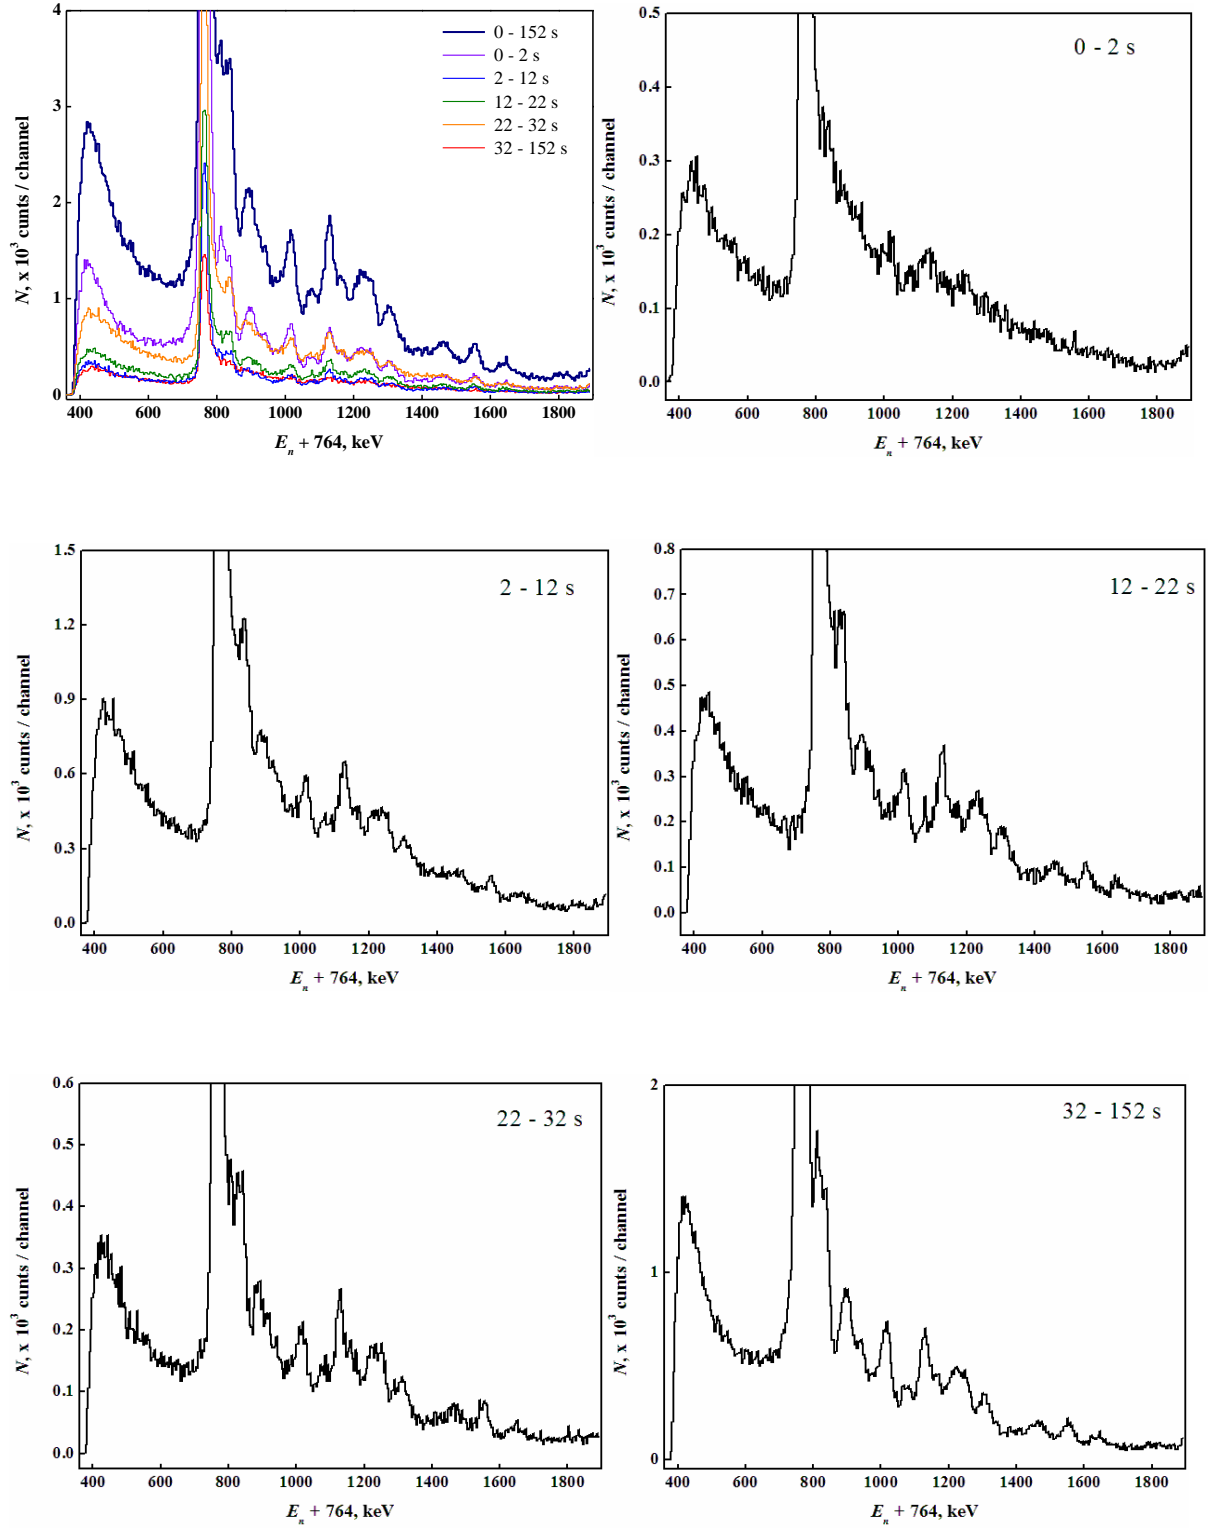 4
3
2
1
0
N, x 10³ cunts / channel
0 - 152 s
0 - 2 s
2 - 12 s
12 - 22 s
22 - 32 s
32 - 152 s
400 600 800 1000 1200 1400 1600 1800
Eₙ + 764, keV
0.5
0.4
0.3
0.2
0.1
0.0
N, x 10³ cunts / channel
0 - 2 s
400 600 800 1000 1200 1400 1600 1800
Eₙ + 764, keV
1.5
1.2
0.9
0.6
0.3
0.0
N, x 10³ cunts / channel
2 - 12 s
400 600 800 1000 1200 1400 1600 1800
Eₙ + 764, keV
0.8
0.7
0.6
0.5
0.4
0.3
0.2
0.1
0.0
N, x 10³ cunts / channel
12 - 22 s
400 600 800 1000 1200 1400 1600 1800
Eₙ + 764, keV
0.6
0.5
0.4
0.3
0.2
0.1
0.0
N, x 10³ cunts / channel
22 - 32 s
400 600 800 1000 1200 1400 1600 1800
Eₙ + 764, keV
2
1
0
N, x 10³ cunts / channel
32 - 152 s
400 600 800 1000 1200 1400 1600 1800
Eₙ + 764, keV